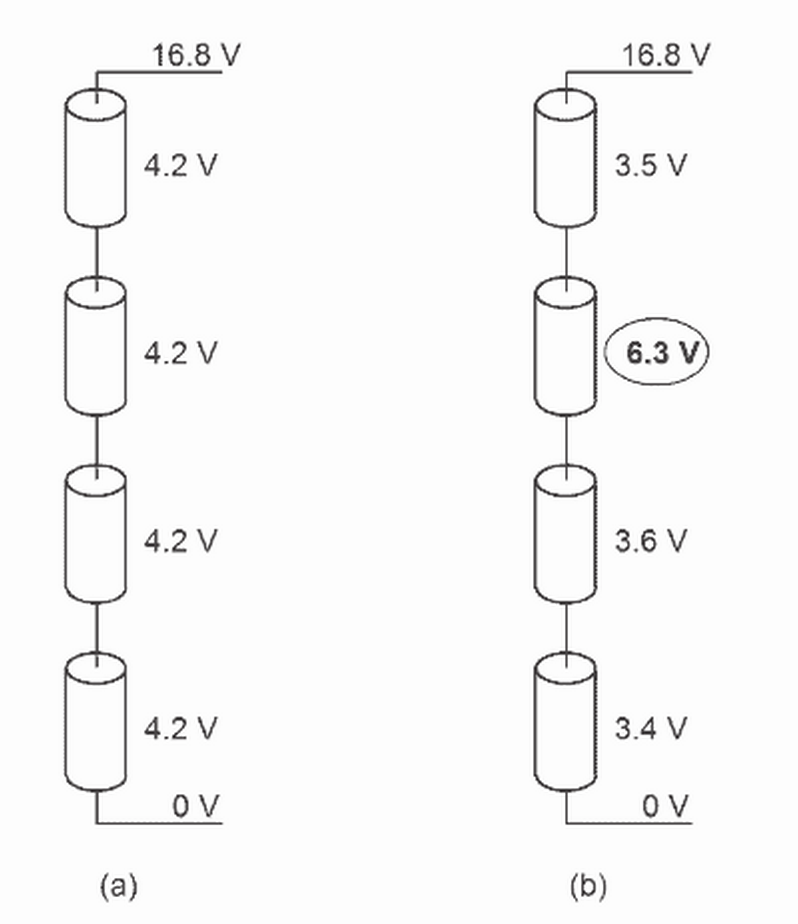 16.8 V
4.2 V
4.2 V
4.2 V
4.2 V
0 V
(a)
16.8 V
3.5 V
6.3 V
3.6 V
3.4 V
0 V
(b)